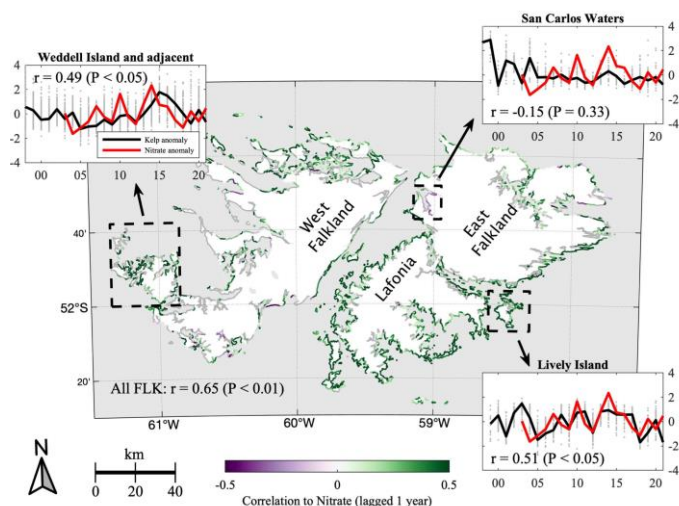 San Carlos Waters
Weddell Island and adjacent
4
2
0
-2
-4
r = 0.49 (P < 0.05)
Kelp anomaly
Nitrate anomaly
00 05 10 15 20
4
2
0
-2
-4
r = -0.15 (P = 0.33)
00 05 10 15 20
40'
52°S
20'
West
Falkland
East
Falkland
Lafonia
All FLK: r = 0.65 (P < 0.01)
61°W 60°W 59°W
Lively Island
4
2
0
-2
-4
r = 0.51 (P < 0.05)
00 05 10 15 20
N
km
0 20 40
-0.5 0 0.5
Correlation to Nitrate (lagged 1 year)